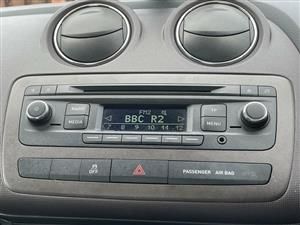 FM2
BBC R2
7 8 9 10 11 12
RADIO
MEDIA
TP
MENU
OFF
PASSENGER AIR BAG